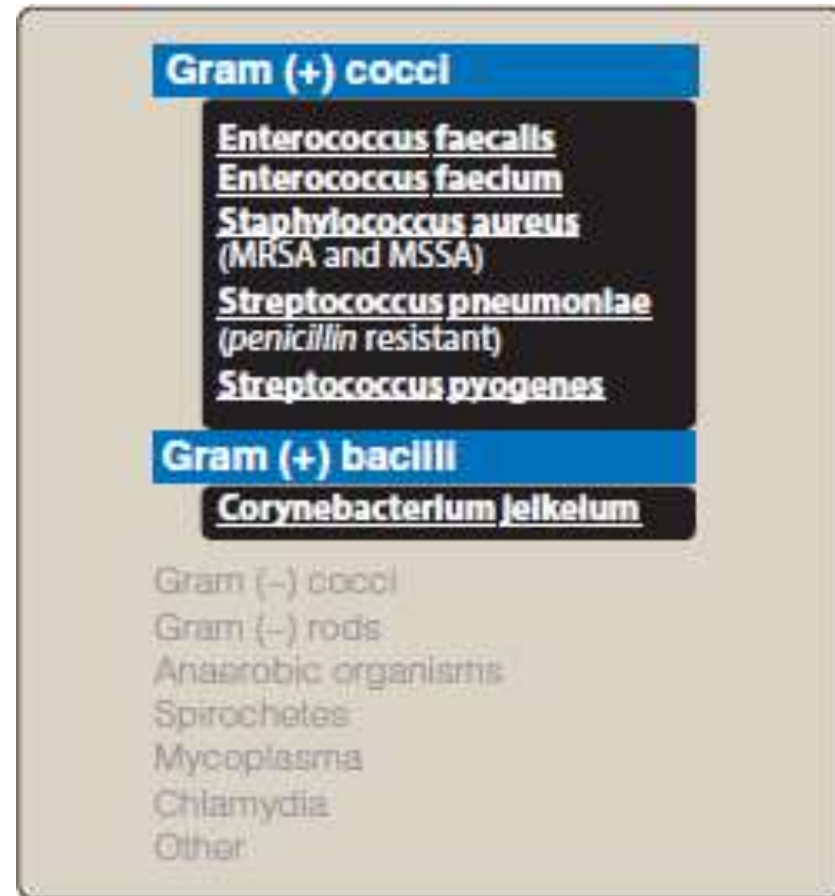 Gram (+) cocci
Enterococcus faecalis
Enterococcus faecium
Staphylococcus aureus
(MRSA and MSSA)
Streptococcus pneumoniae
(penicillin resistant)
Streptococcus pyogenes
Gram (+) bacilli
Corynebacterium jeikeium
Gram (–) cocci
Gram (–) rods
Anaerobic organisms
Spirochetes
Mycoplasma
Chlamydia
Other